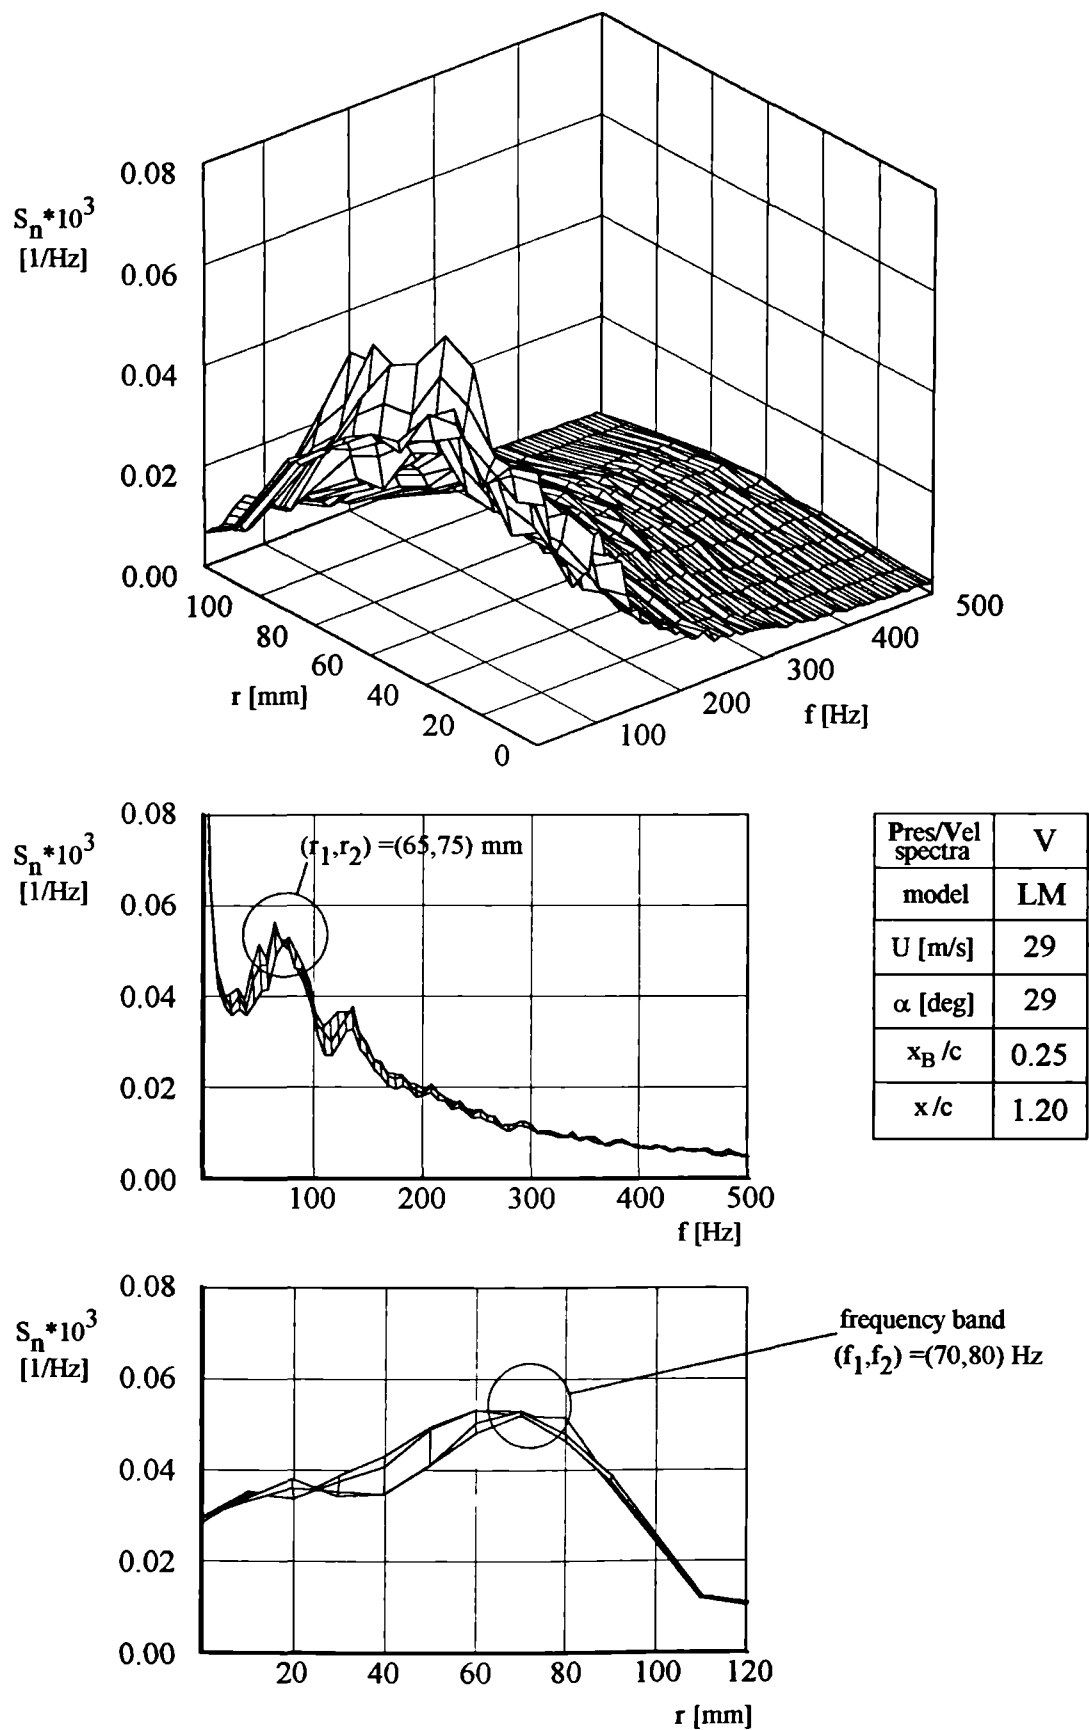 0.08
S_n*10^3
[1/Hz]
0.06
0.04
0.02
0.00
100
80
60
40
20
0
r [mm]
100
200
300
400
500
f [Hz]
0.08
S_n*10^3
[1/Hz]
0.06
0.04
0.02
0.00
(r_1,r_2) =(65,75) mm
100 200 300 400 500
f [Hz]
Pres/Vel spectra V
model LM
U [m/s] 29
α [deg] 29
x_B /c 0.25
x /c 1.20
0.08
S_n*10^3
[1/Hz]
0.06
0.04
0.02
0.00
frequency band
(f_1,f_2) =(70,80) Hz
20 40 60 80 100 120
r [mm]